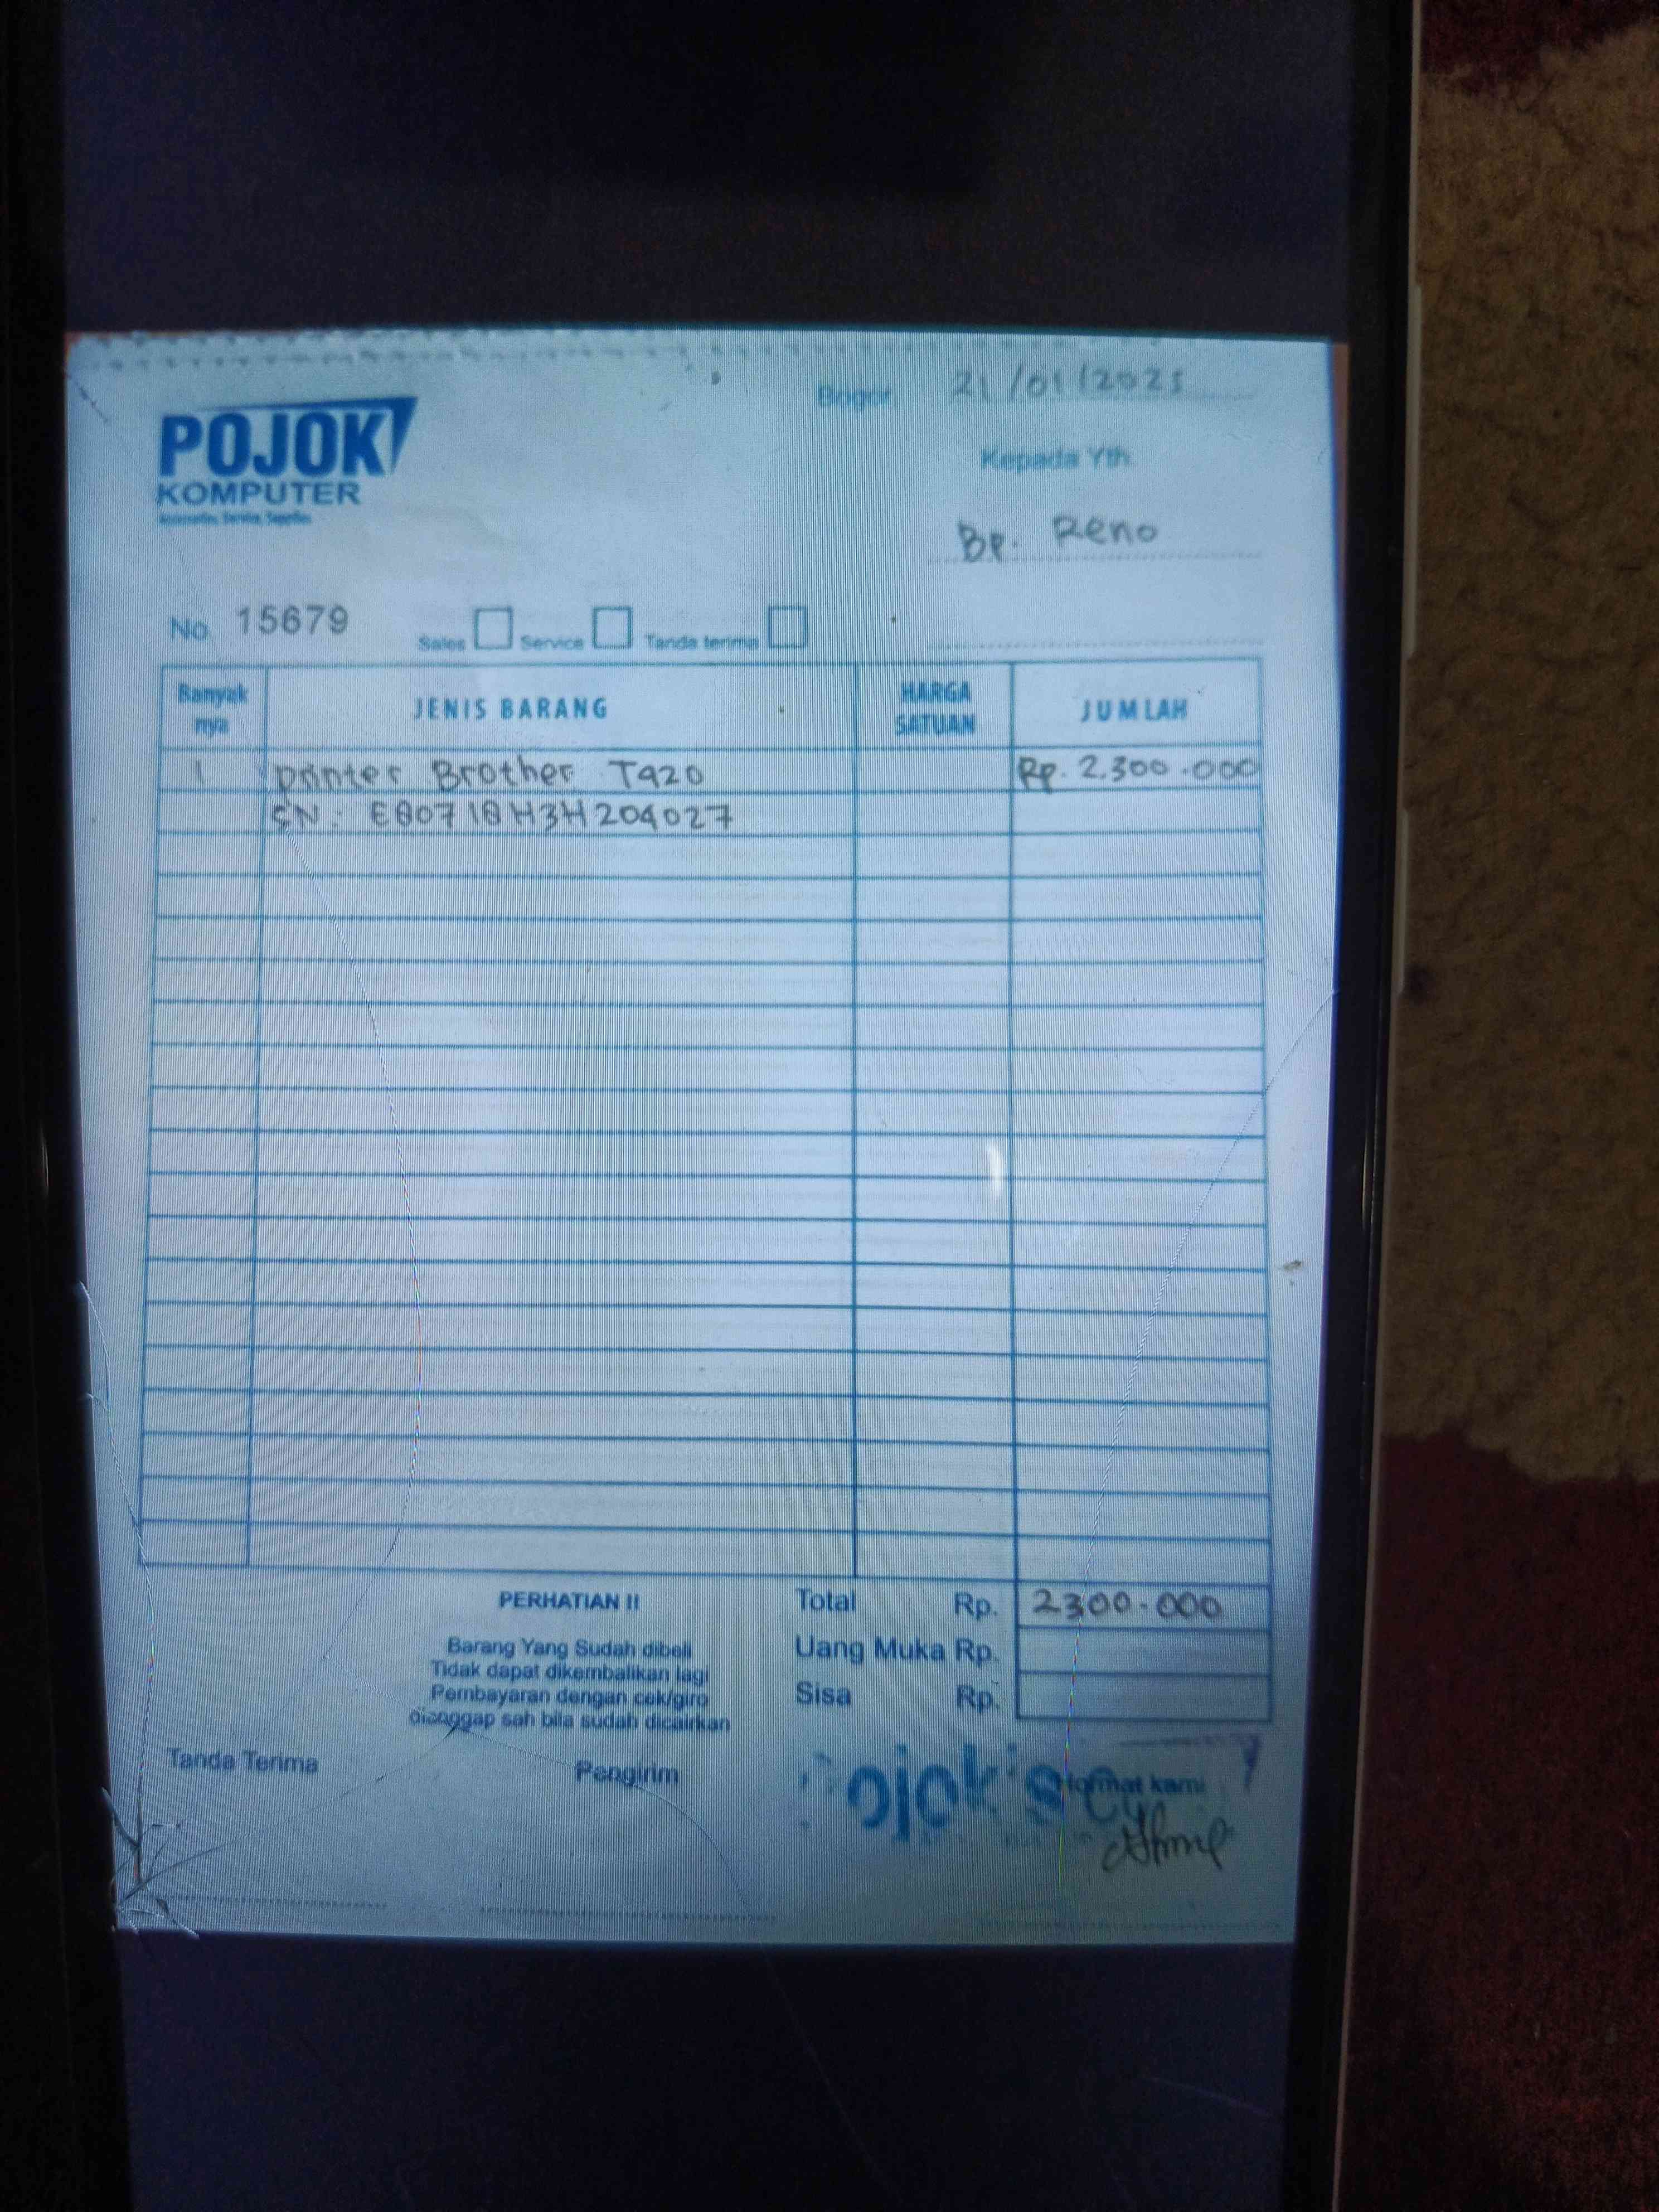 Bogor, 21/01/2025
POJOK
KOMPUTER
Kepada Yth.
Bp. Reno
No. 15679
Sales Service Tanda terima
Banyak nya JENIS BARANG HARGA SATUAN JUMLAH
1 printer Brother T420 Rp. 2.300.000
SN: E80718H3H204027
Total Rp. 2300.000
Uang Muka Rp.
Sisa Rp.
PERHATIAN !!
Barang Yang Sudah dibeli
Tidak dapat dikembalikan lagi
Pembayaran dengan cek/giro
dianggap sah bila sudah dicairkan
Tanda Terima
Pengirim
Hormat kami